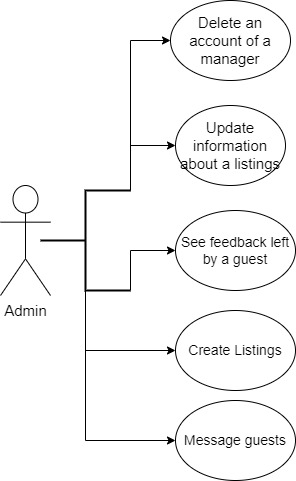 Delete an
account of a
manager
Update
information
about a listings
See feedback left
by a guest
Admin
Create Listings
Message guests